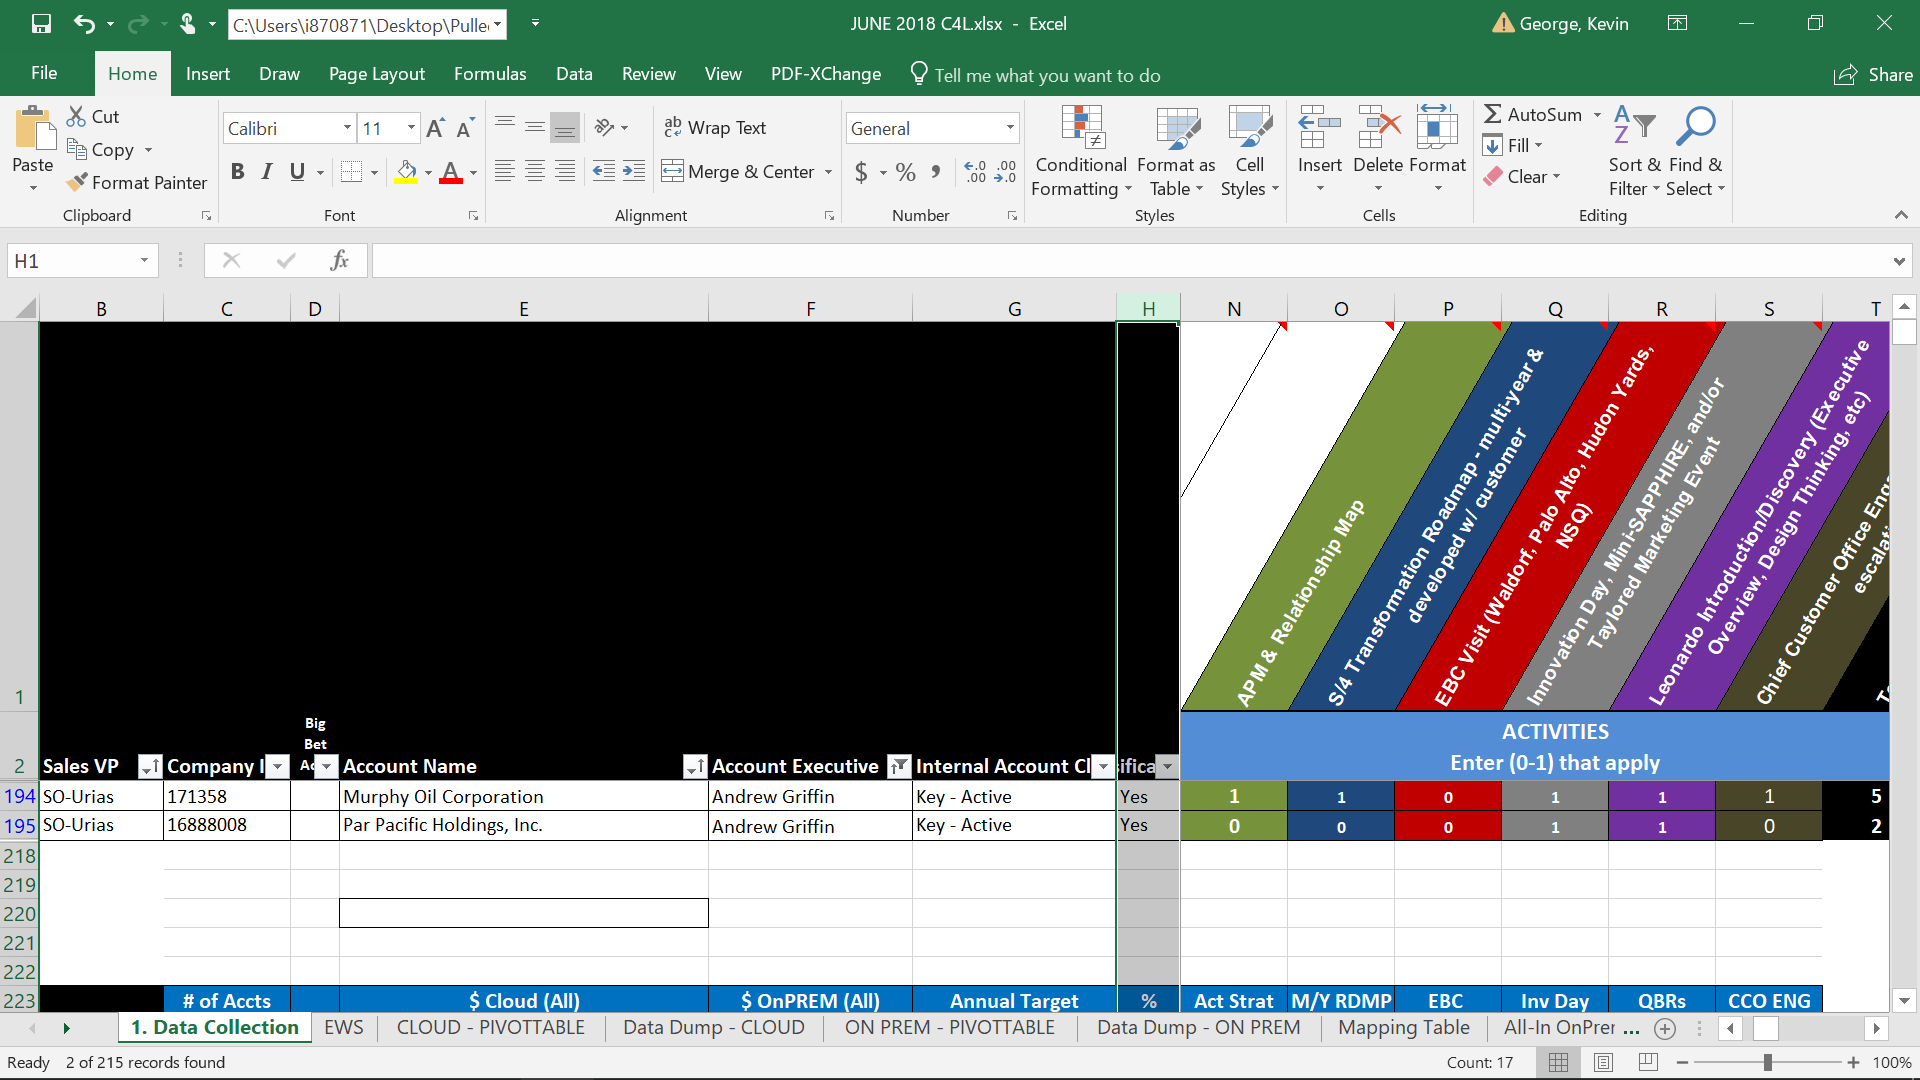 C:\Users\i870871\Desktop\Pulle
JUNE 2018 C4L.xlsx - Excel
George, Kevin
File Home Insert Draw Page Layout Formulas Data Review View PDF-XChange Tell me what you want to do Share
Paste
Cut
Copy
Format Painter
Clipboard
Calibri 11
B I U
Font
Wrap Text
Merge & Center
Alignment
General
$ % ,
Number
Conditional Formatting
Format as Table
Cell Styles
Styles
Insert Delete Format
Cells
AutoSum
Fill
Clear
Sort & Filter
Find & Select
Editing
H1
fx
B C D E F G H N O P Q R S T
1
APM & Relationship Map
S/4 Transformation Roadmap - multi-year &
developed w/ customer
EBC Visit (Waldorf, Palo Alto, Hudon Yards,
NSQ)
Innovation Day, Mini-SAPPHIRE, and/or
Taylored Marketing Event
Leonardo Introduction/Discovery (Executive
Overview, Design Thinking, etc)
Chief Customer Office Eng
escalat
2
Sales VP
Company I
Big
Bet
Ac
Account Name
Account Executive
Internal Account Cl
sifica
ACTIVITIES
Enter (0-1) that apply
194 SO-Urias 171358 Murphy Oil Corporation Andrew Griffin Key - Active Yes 1 1 0 1 1 1 5
195 SO-Urias 16888008 Par Pacific Holdings, Inc. Andrew Griffin Key - Active Yes 0 0 0 1 1 0 2
218
219
220
221
222
223 # of Accts $ Cloud (All) $ OnPREM (All) Annual Target % Act Strat M/Y RDMP EBC Inv Day QBRs CCO ENG
1. Data Collection EWS CLOUD - PIVOTTABLE Data Dump - CLOUD ON PREM - PIVOTTABLE Data Dump - ON PREM Mapping Table All-In OnPrer ...
Ready 2 of 215 records found Count: 17 100%